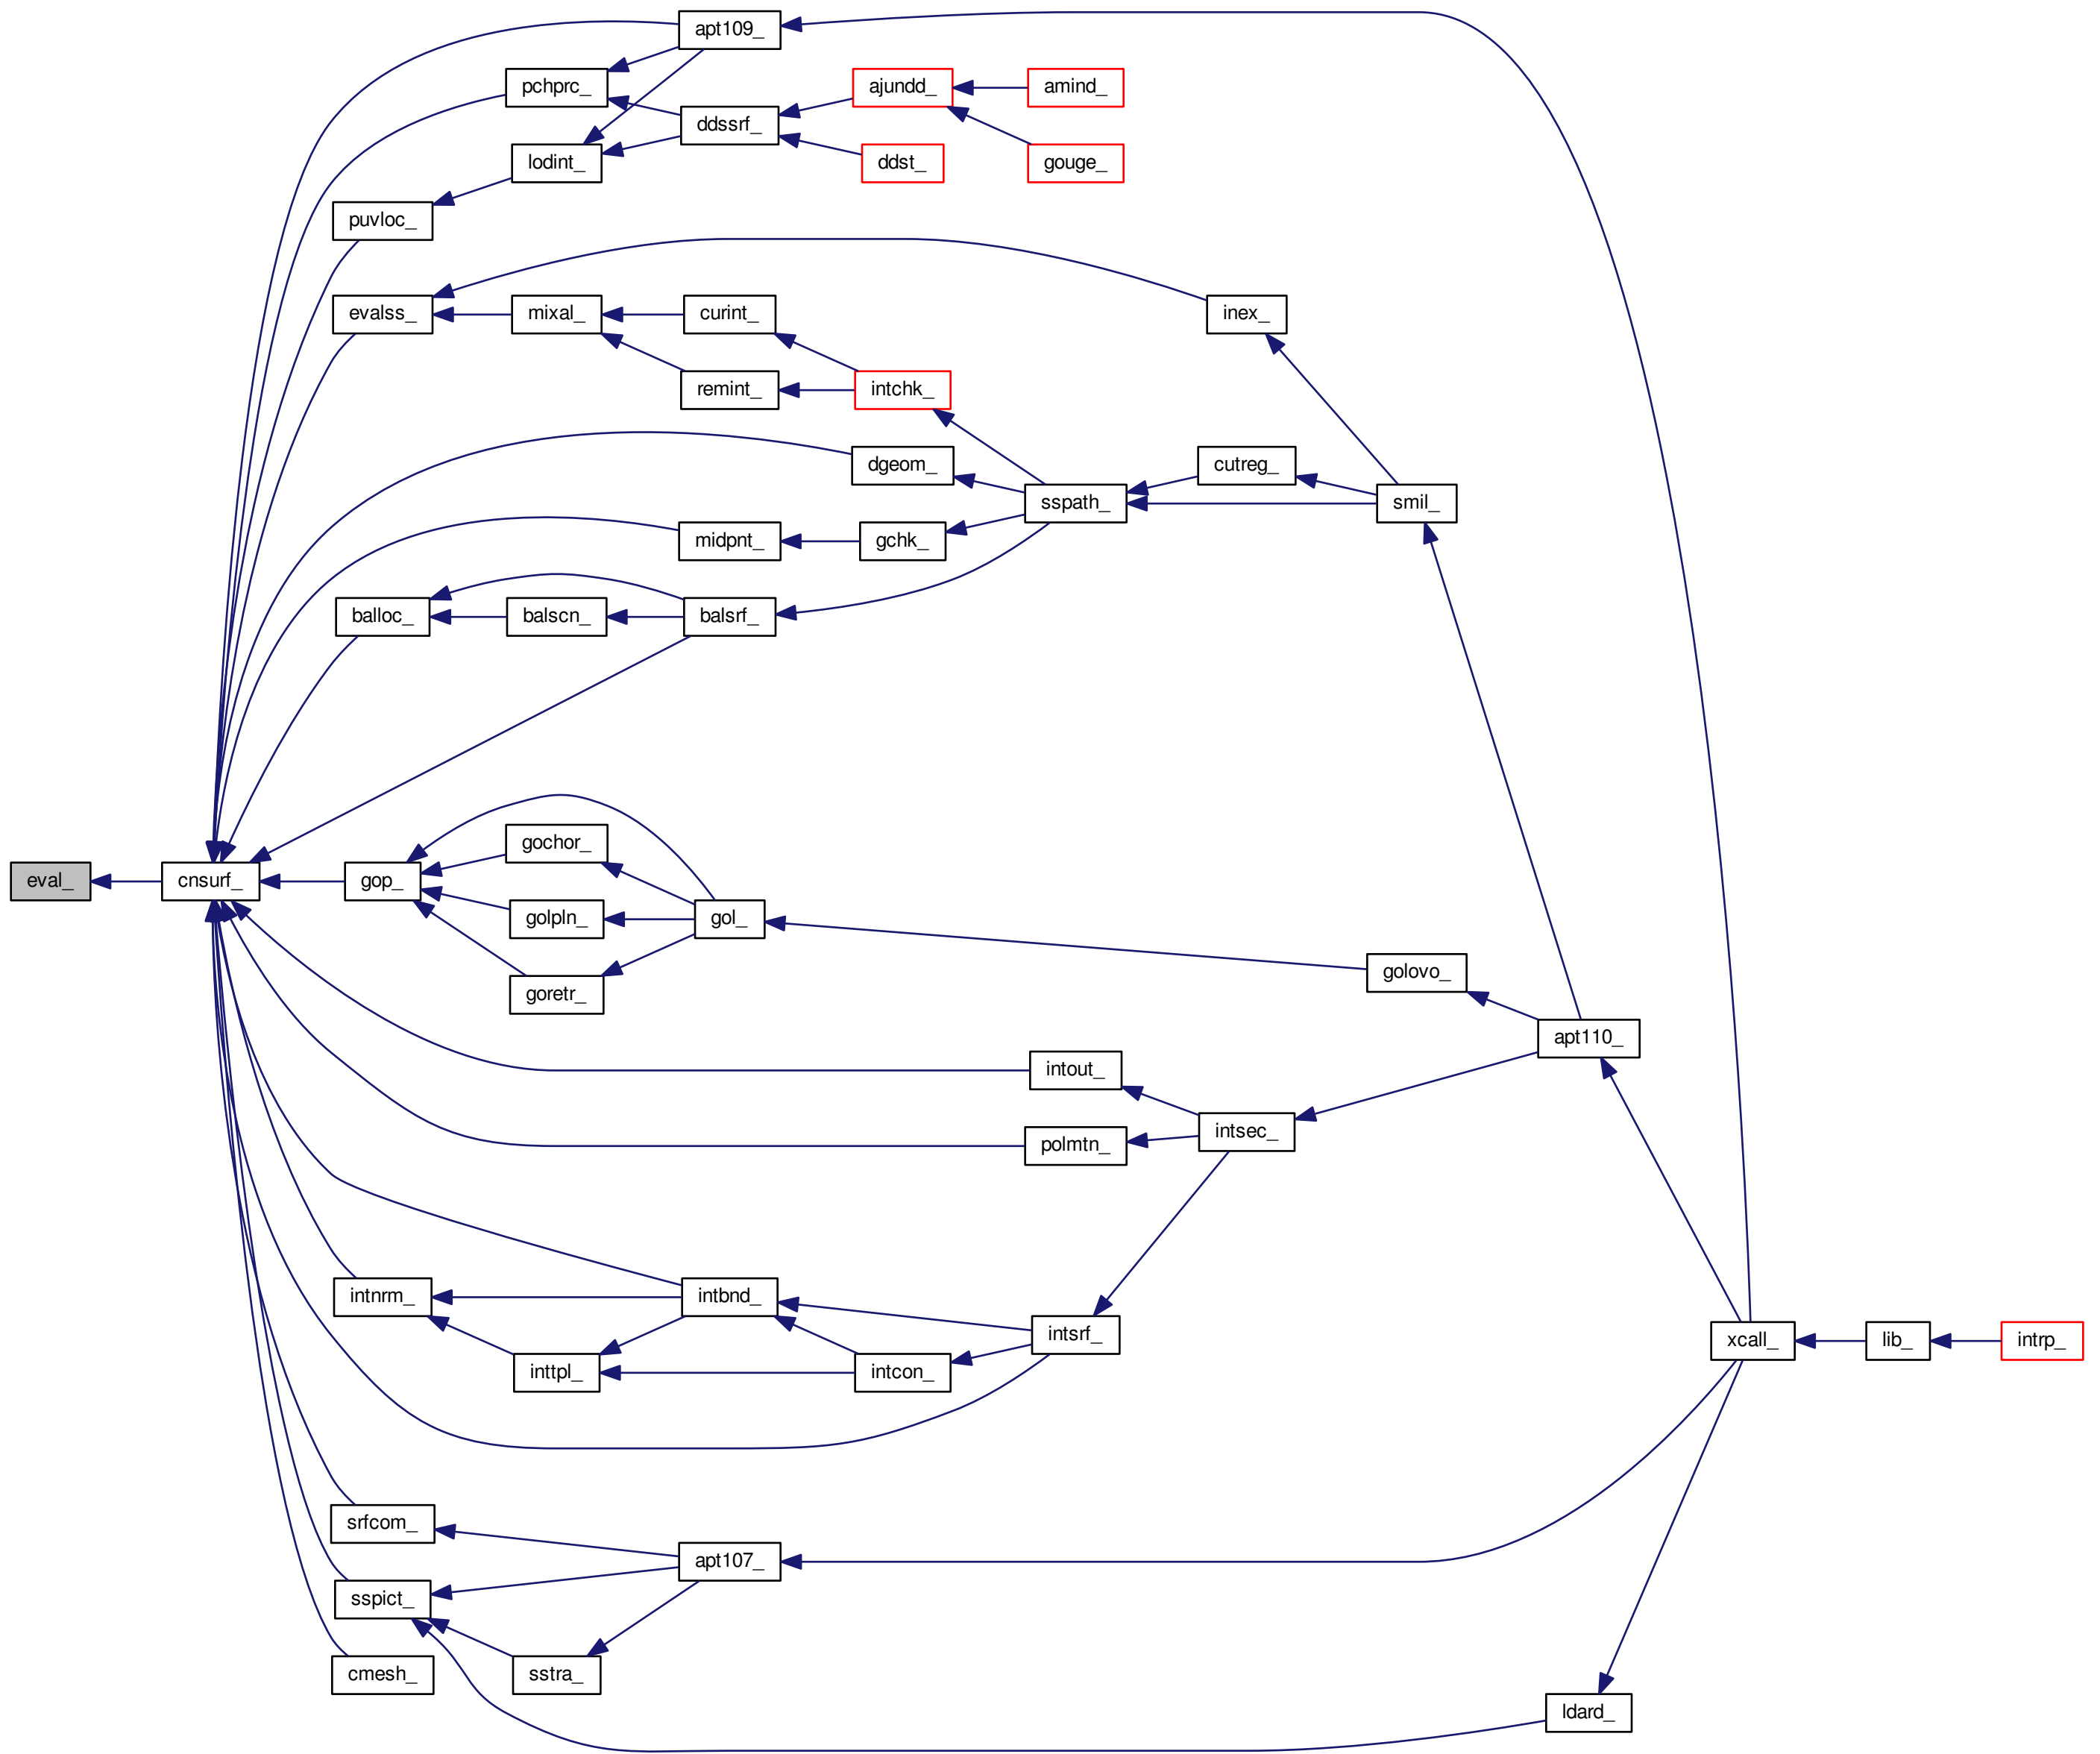 apt109_
pchprc_
ajundd_
amind_
ddssrf_
lodint_
ddst_
gouge_
puvloc_
evalss_
mixal_
curint_
inex_
remint_
intchk_
dgeom_
cutreg_
sspath_
smil_
midpnt_
gchk_
balloc_
balscn_
balsrf_
gochor_
eval_
cnsurf_
gop_
golpln_
gol_
golovo_
goretr_
apt110_
intout_
intsec_
polmtn_
intnrm_
intbnd_
intsrf_
xcall_
lib_
intrp_
inttpl_
intcon_
srfcom_
apt107_
sspict_
cmesh_
sstra_
ldard_